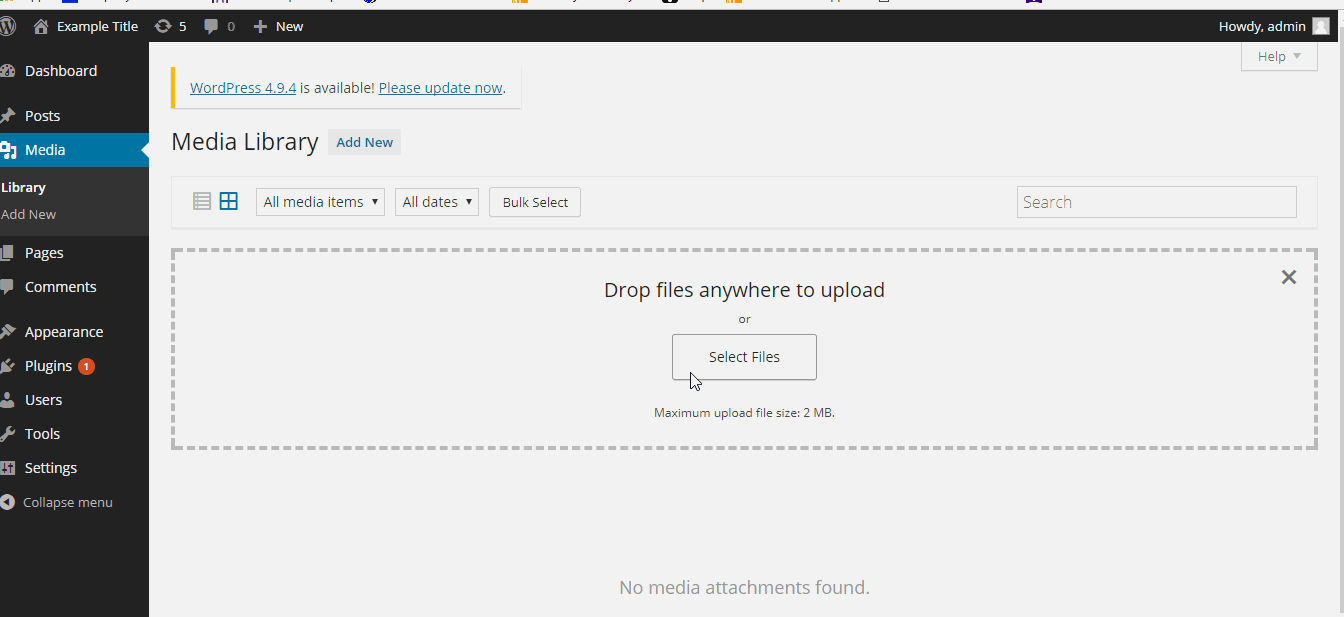 Example Title 5 0 New Howdy, admin
Help
Dashboard
Posts
Media
Library
Add New
Pages
Comments
Appearance
Plugins 1
Users
Tools
Settings
Collapse menu
WordPress 4.9.4 is available! Please update now.
Media Library Add New
All media items All dates Bulk Select Search
Drop files anywhere to upload
or
Select Files
Maximum upload file size: 2 MB.
No media attachments found.